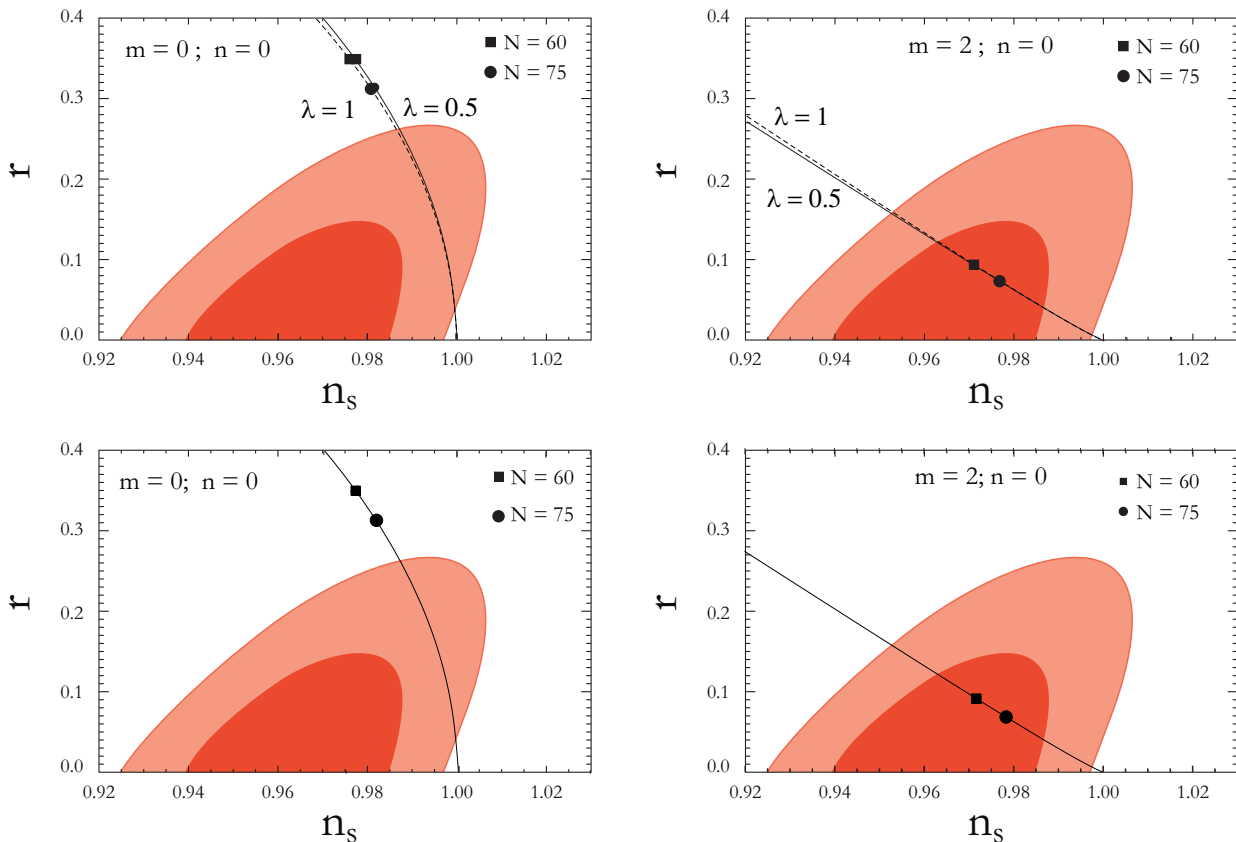 0.4
0.3
0.2
0.1
0.0
r
m = 0 ; n = 0
N = 60
N = 75
λ = 1
λ = 0.5
0.92
0.94
0.96
0.98
1.00
1.02
n_s
0.4
0.3
0.2
0.1
0.0
r
m = 2 ; n = 0
N = 60
N = 75
λ = 1
λ = 0.5
0.92
0.94
0.96
0.98
1.00
1.02
n_s
0.4
0.3
0.2
0.1
0.0
r
m = 0; n = 0
N = 60
N = 75
0.92
0.94
0.96
0.98
1.00
1.02
n_s
0.4
0.3
0.2
0.1
0.0
r
m = 2; n = 0
N = 60
N = 75
0.92
0.94
0.96
0.98
1.00
1.02
n_s